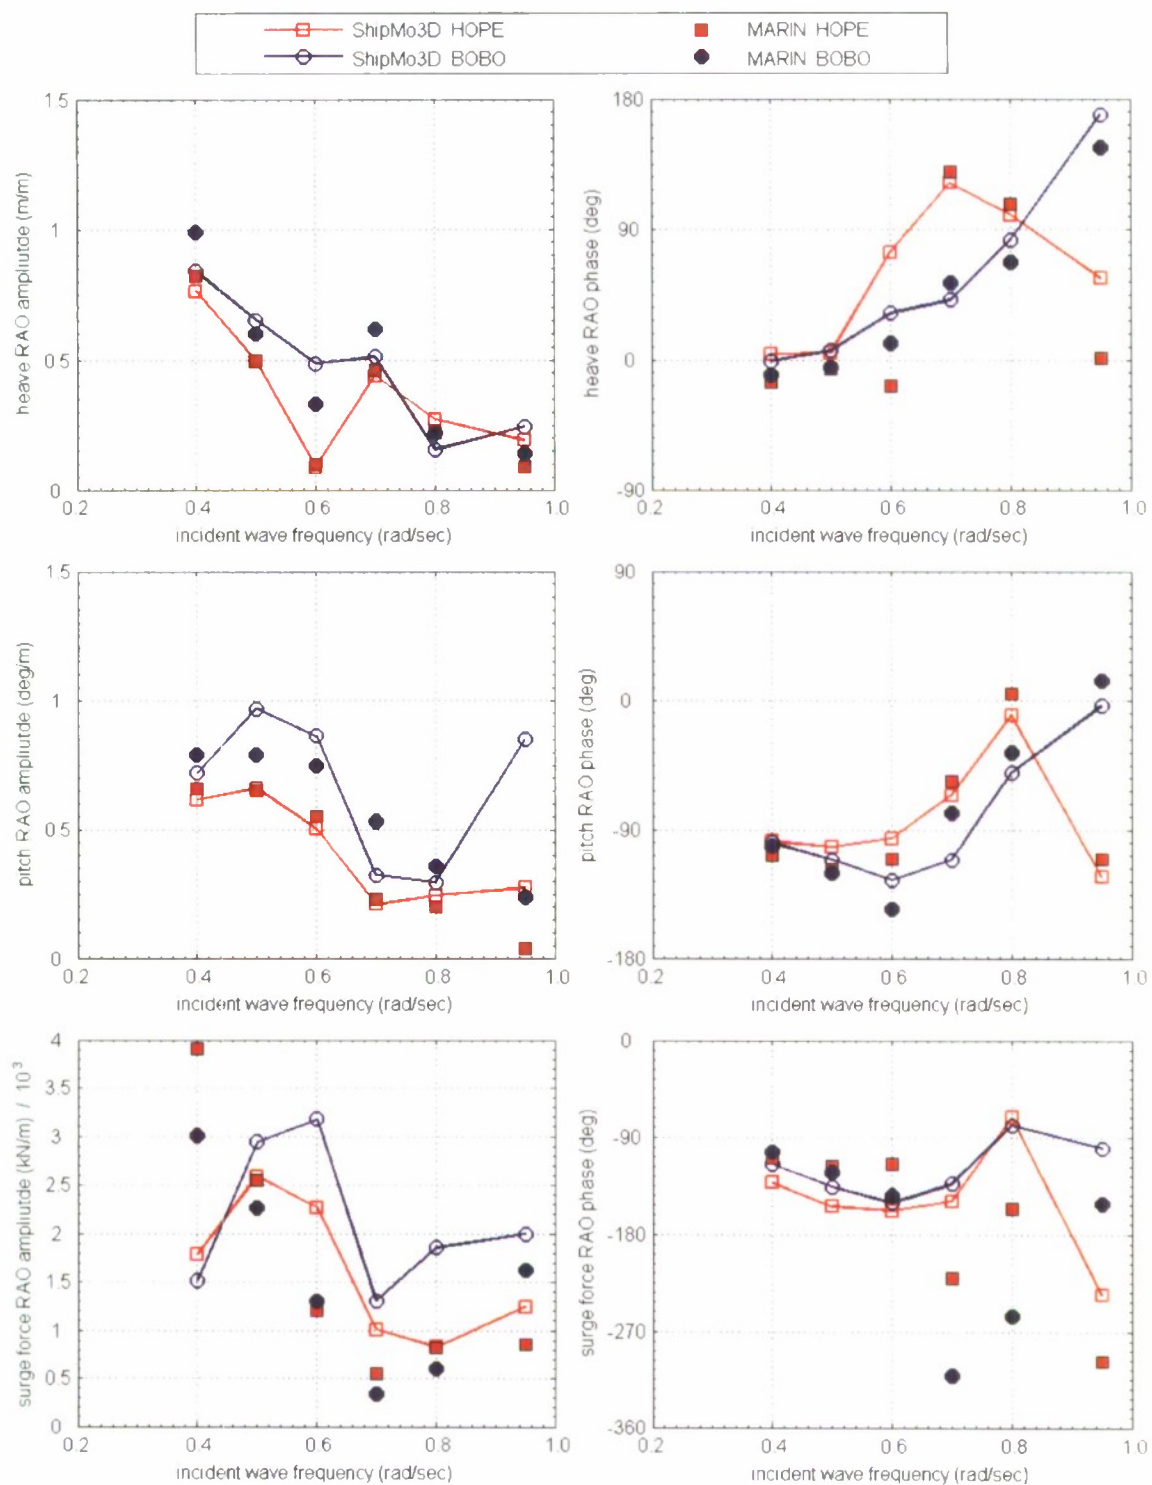 ShipMo3D HOPE MARIN HOPE
ShipMo3D BOBO MARIN BOBO
1.5
1
0.5
0
0.2 0.4 0.6 0.8 1.0
heave RAO ampliutde (m/m)
incident wave frequency (rad/sec)
180
90
0
-90
0.2 0.4 0.6 0.8 1.0
heave RAO phase (deg)
incident wave frequency (rad/sec)
1.5
1
0.5
0
0.2 0.4 0.6 0.8 1.0
pitch RAO ampliutde (deg/m)
incident wave frequency (rad/sec)
90
0
-90
-180
0.2 0.4 0.6 0.8 1.0
pitch RAO phase (deg)
incident wave frequency (rad/sec)
4
3.5
3
2.5
2
1.5
1
0.5
0
0.2 0.4 0.6 0.8 1.0
surge force RAO ampliutde (kN/m) / 10³
incident wave frequency (rad/sec)
0
-90
-180
-270
-360
0.2 0.4 0.6 0.8 1.0
surge force RAO phase (deg)
incident wave frequency (rad/sec)